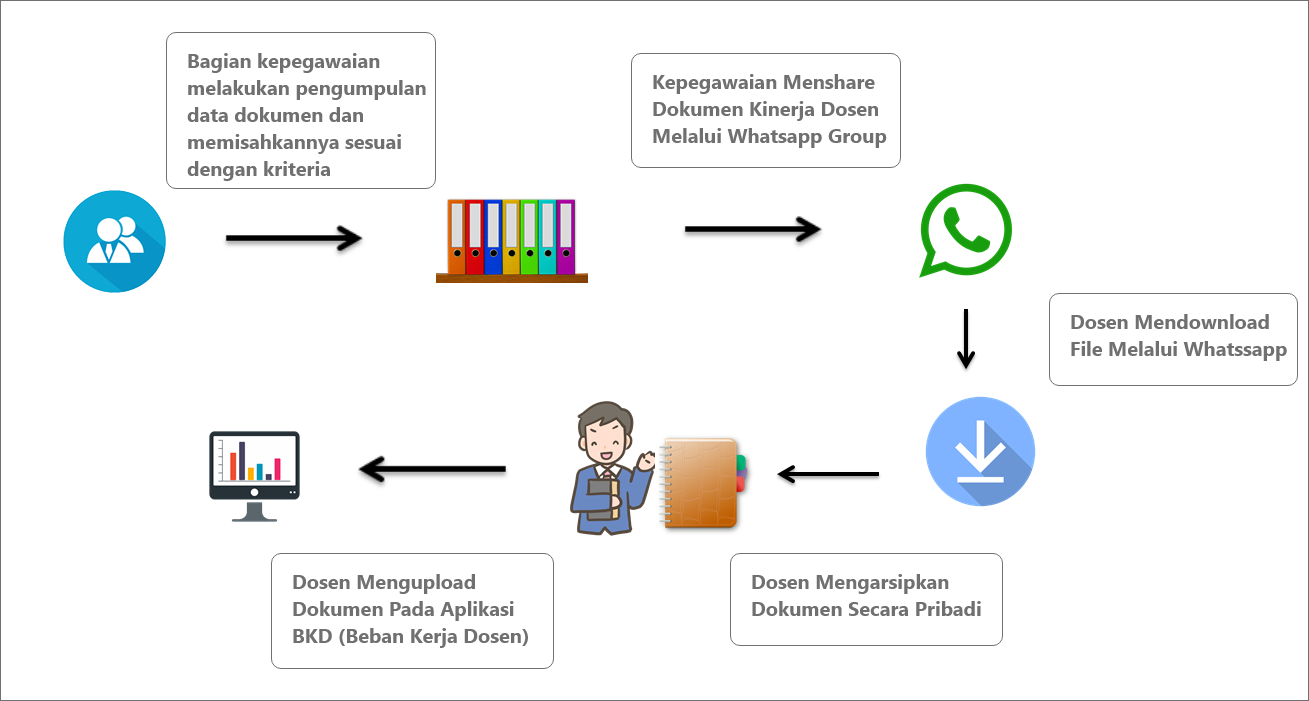 Bagian kepegawaian
melakukan pengumpulan
data dokumen dan
memisahkannya sesuai
dengan kriteria
Kepegawaian Menshare
Dokumen Kinerja Dosen
Melalui Whatsapp Group
Dosen Mendownload
File Melalui Whatssapp
Dosen Mengarsipkan
Dokumen Secara Pribadi
Dosen Mengupload
Dokumen Pada Aplikasi
BKD (Beban Kerja Dosen)